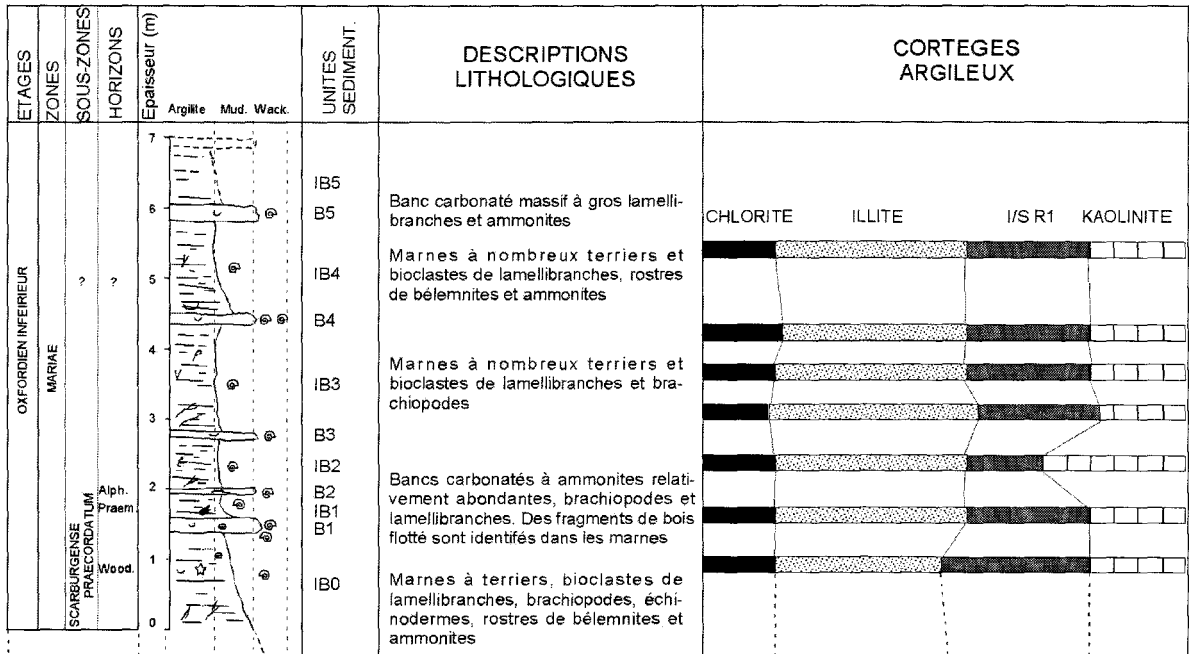 ETAGES
ZONES
SOUS-ZONES
HORIZONS
Epaisseur (m)
Argilite Mud. Wack.
UNITES
SEDIMENT.
DESCRIPTIONS
LITHOLOGIQUES
CORTEGES
ARGILEUX
OXFORDIEN INFEIRIEUR
MARIAE
SCARBURGENSE
PRAECORDATUM
?
?
Alph.
Praem.
Wood.
7
6
5
4
3
2
1
0
IB5
B5
IB4
B4
IB3
B3
IB2
B2
IB1
B1
IB0
Banc carbonaté massif à gros lamelli-
branches et ammonites
Marnes à nombreux terriers et
bioclastes de lamellibranches, rostres
de bélemnites et ammonites
Marnes à nombreux terriers et
bioclastes de lamellibranches et bra-
chiopodes
Bancs carbonatés à ammonites relati-
vement abondantes, brachiopodes et
lamellibranches. Des fragments de bois
flotté sont identifés dans les marnes
Marnes à terriers, bioclastes de
lamellibranches, brachiopodes, échi-
nodermes, rostres de bélemnites et
ammonites
CHLORITE ILLITE I/S R1 KAOLINITE